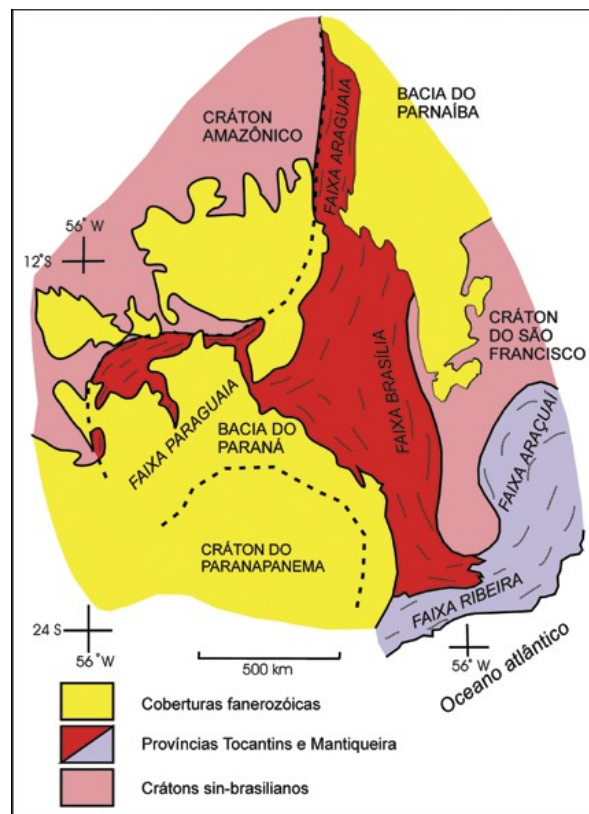 CRÁTON
AMAZÔNICO
FAIXA ARAGUAIA
BACIA DO
PARNAÍBA
56° W
12°S
CRÁTON
DO SÃO
FRANCISCO
FAIXA PARAGUAIA
BACIA DO
PARANÁ
FAIXA BRASÍLIA
FAIXA ARAÇUAI
CRÁTON DO
PARANAPANEMA
FAIXA RIBEIRA
24 S
56°W
500 km
56°W
Oceano atlântico
Coberturas fanerozóicas
Províncias Tocantins e Mantiqueira
Crátons sin-brasilianos